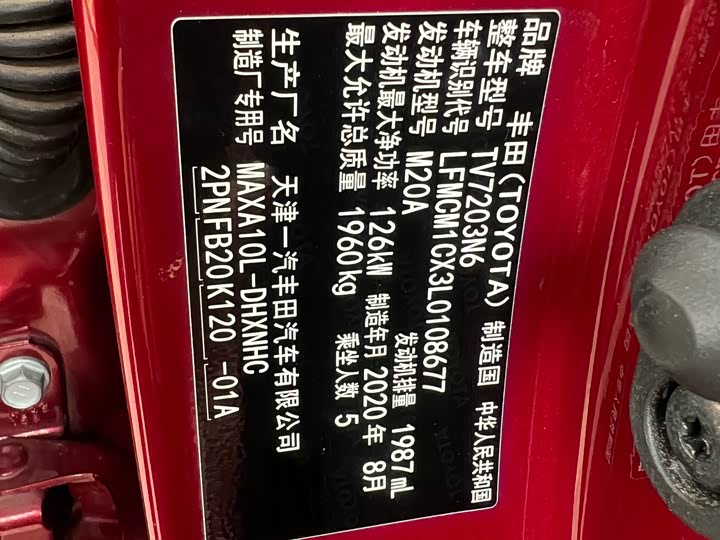 品牌 丰田(TOYOTA) 制造国 中华人民共和国
整车型号 TV7203N6
车辆识别代号 LFMCM1CX3L0108677
发动机型号 M20A 发动机排量 1987mL
发动机最大净功率 126kW 制造年月 2020年 8月
最大允许总质量 1960kg 乘坐人数 5
生产厂名 天津一汽丰田汽车有限公司
制造厂专用号 MAXA10L-DHXNHC
2PNFB20K120 -01A